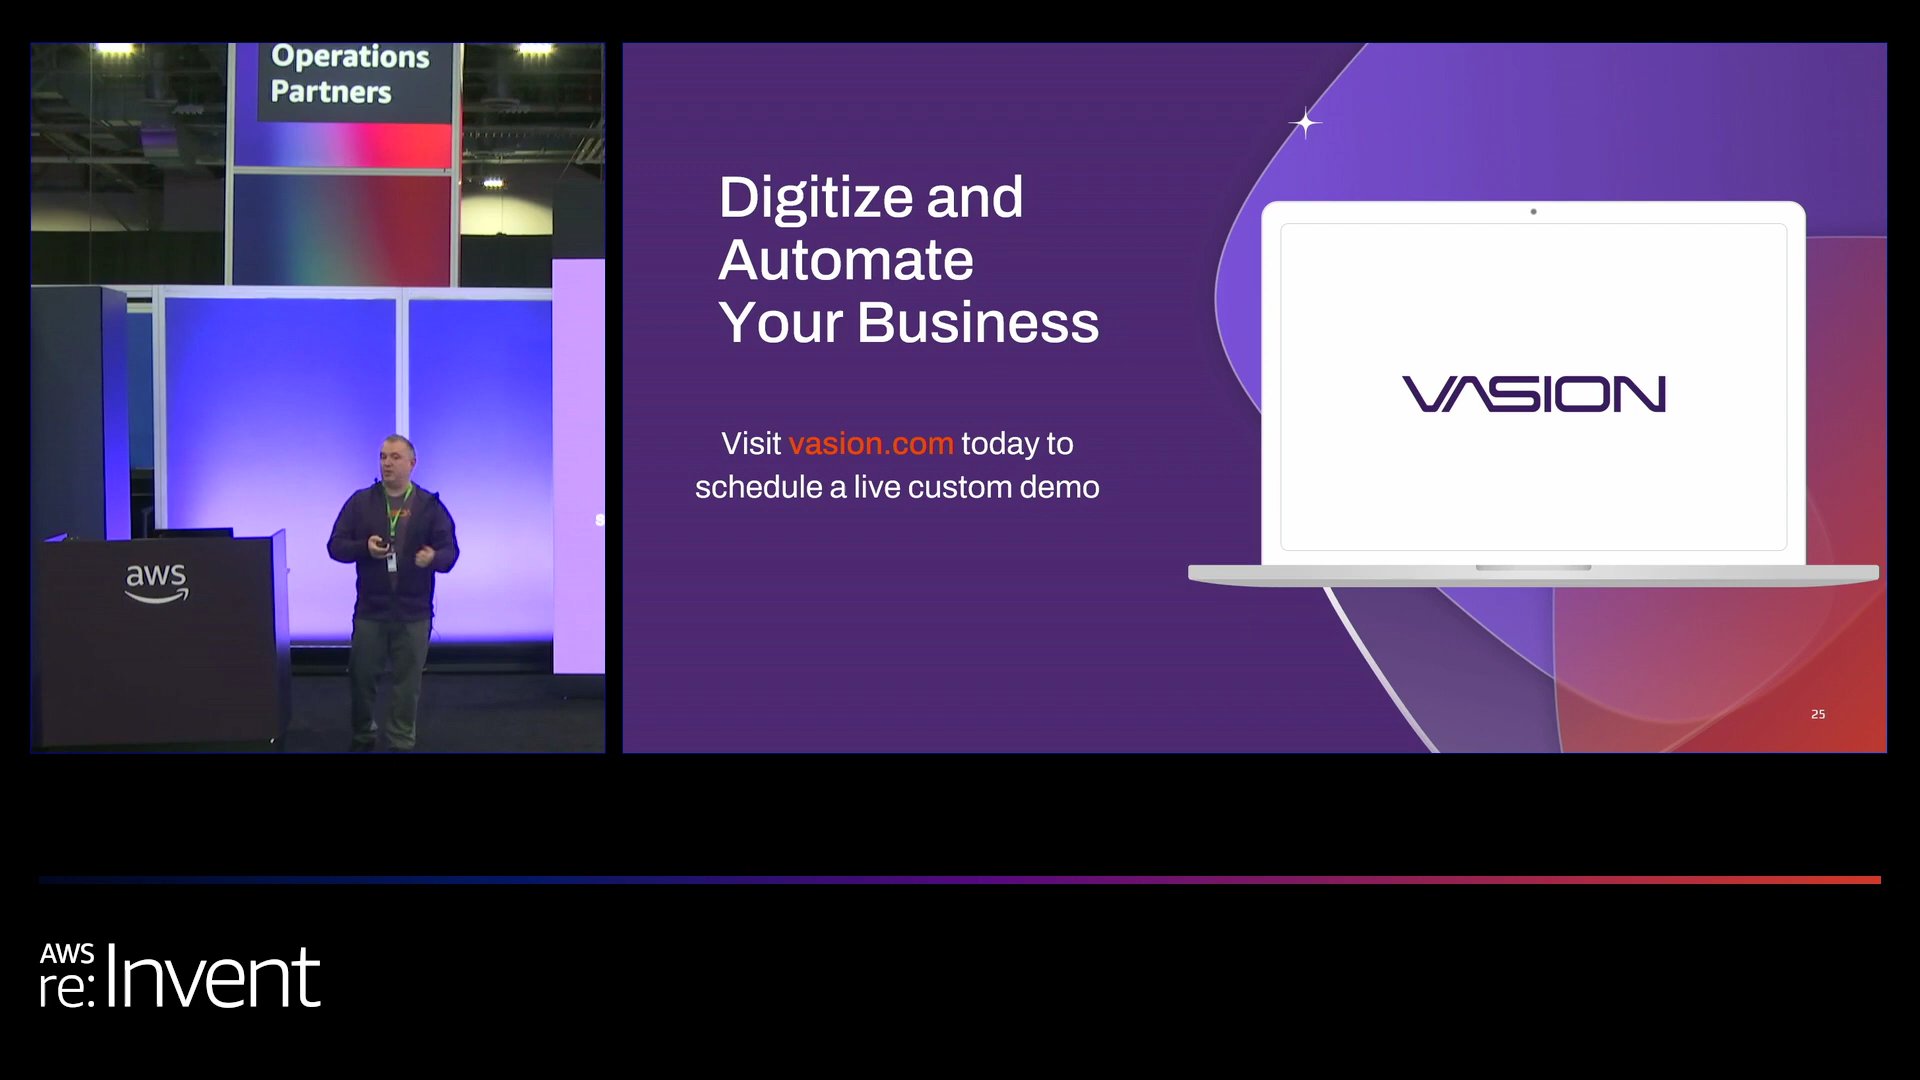 Operations
Partners
aws
Digitize and
Automate
Your Business
Visit vasion.com today to
schedule a live custom demo
VASION
25
AWS
re:Invent